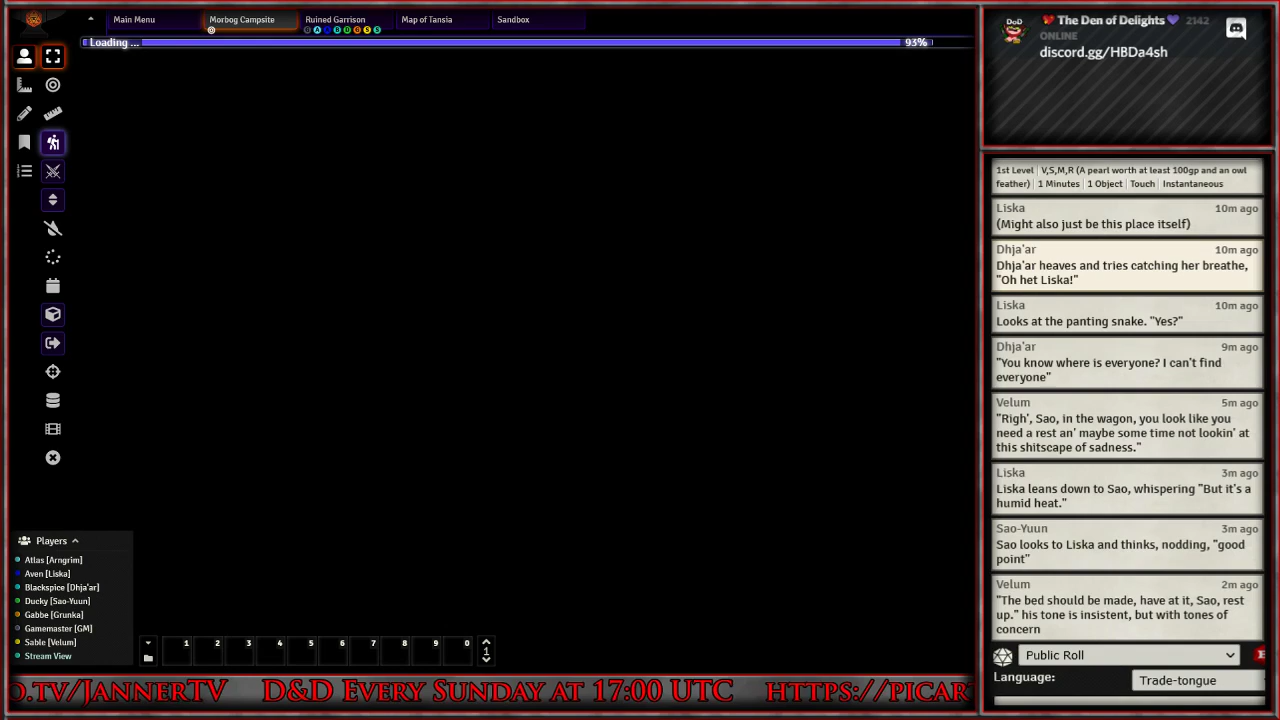 Main Menu
Morbog Campsite
Ruined Garrison
Map of Tansia
Sandbox
Loading ...
93%
DoD
The Den of Delights
2142
ONLINE
discord.gg/HBDa4sh
1st Level | V,S,M,R (A pearl worth at least 100gp and an owl
feather) | 1 Minutes | 1 Object | Touch | Instantaneous
Liska 10m ago
(Might also just be this place itself)
Dhja'ar 10m ago
Dhja'ar heaves and tries catching her breathe,
"Oh het Liska!"
Liska 10m ago
Looks at the panting snake. "Yes?"
Dhja'ar 9m ago
"You know where is everyone? I can't find
everyone"
Velum 5m ago
"Righ', Sao, in the wagon, you look like you
need a rest an' maybe some time not lookin' at
this shitscape of sadness."
Liska 3m ago
Liska leans down to Sao, whispering "But it's a
humid heat."
Sao-Yuun 3m ago
Sao looks to Liska and thinks, nodding, "good
point"
Velum 2m ago
"The bed should be made, have at it, Sao, rest
up." his tone is insistent, but with tones of
concern
Public Roll
Language:
Trade-tongue
Players
Atlas [Arngrim]
Aven [Liska]
Blackspice [Dhja'ar]
Ducky [Sao-Yuun]
Gabbe [Grunka]
Gamemaster [GM]
Sable [Velum]
Stream View
1 2 3 4 5 6 7 8 9 0
1
O.TV/JANNERTV D&D EVERY SUNDAY AT 17:00 UTC HTTPS://PICAR